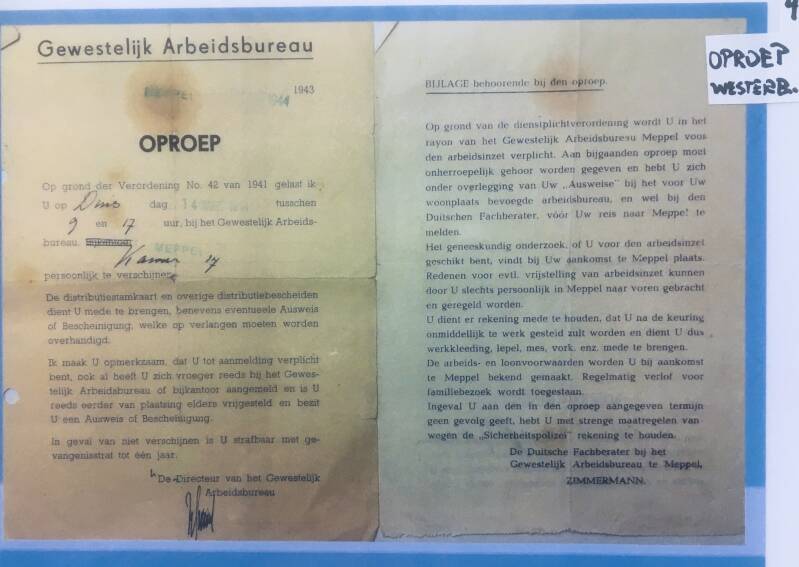 Gewestelijk Arbeidsbureau
MEPPEL 1944 1943
OPROEP
Op grond der Verordening No. 42 van 1941 gelast ik
U op Dins dag 14 tusschen
9 en 17 uur, bij het Gewestelijk Arbeids-
bureau, bijkantoor: MEPPEL
Kamer 17
persoonlijk te verschijnen.
De distributiestamkaart en overige distributiebescheiden
dient U mede te brengen, benevens eventueele Ausweis
of Bescheinigung, welke op verlangen moeten worden
overhandigd.
Ik maak U opmerkzaam, dat U tot aanmelding verplicht
bent, ook al heeft U zich vroeger reeds bij het Gewes-
telijk Arbeidsbureau of bijkantoor aangemeld en is U
reeds eerder van plaatsing elders vrijgesteld en bezit
U een Ausweis of Bescheinigung.
In geval van niet verschijnen is U strafbaar met ge-
vangenisstraf tot één jaar.
De Directeur van het Gewestelijk
Arbeidsbureau
BIJLAGE behoorende bij den oproep.
Op grond van de dienstplichtverordening wordt U in het
rayon van het Gewestelijk Arbeidsbureau Meppel voor
den arbeidsinzet verplicht. Aan bijgaanden oproep moet
onherroepelijk gehoor worden gegeven en hebt U zich
onder overlegging van Uw „Ausweise” bij het voor Uw
woonplaats bevoegde arbeidsbureau, en wel bij den
Duitschen Fachberater, vóór Uw reis naar Meppel te
melden.
Het geneeskundig onderzoek, of U voor den arbeidsinzet
geschikt bent, vindt bij Uw aankomst te Meppel plaats.
Redenen voor evtl. vrijstelling van arbeidsinzet kunnen
door U slechts persoonlijk in Meppel naar voren gebracht
en geregeld worden.
U dient er rekening mede te houden, dat U na de keuring
onmiddellijk te werk gesteld zult worden en dient U dus
werkkleeding, lepel, mes, vork. enz. mede te brengen.
De arbeids- en loonvoorwaarden worden U bij aankomst
te Meppel bekend gemaakt. Regelmatig verlof voor
familiebezoek wordt toegestaan.
Ingeval U aan den in den oproep aangegeven termijn
geen gevolg geeft, hebt U met strenge maatregelen van
wegen de „Sicherheitspolizei” rekening te houden.
De Duitsche Fachberater bij het
Gewestelijk Arbeidsbureau te Meppel,
ZIMMERMANN.
OPROEP
WESTERB.